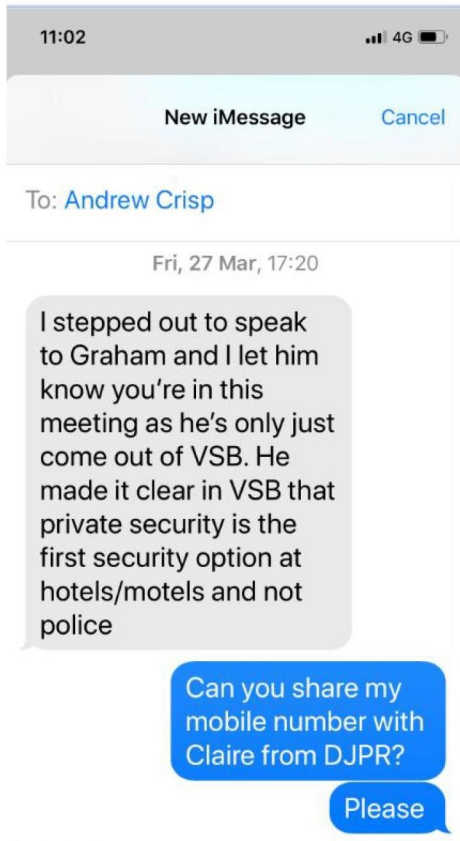 11:02
4G
New iMessage
Cancel
To: Andrew Crisp
Fri, 27 Mar, 17:20
I stepped out to speak
to Graham and I let him
know you're in this
meeting as he's only just
come out of VSB. He
made it clear in VSB that
private security is the
first security option at
hotels/motels and not
police
Can you share my
mobile number with
Claire from DJPR?
Please